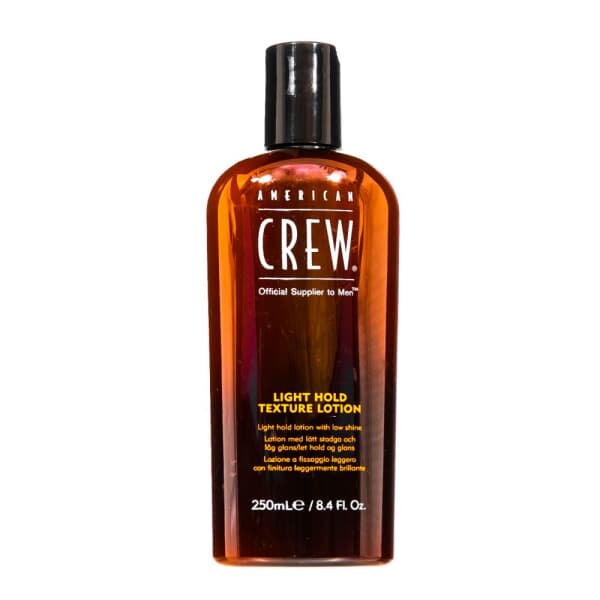 AMERICAN
CREW®
Official Supplier to Men™
LIGHT HOLD
TEXTURE LOTION
Light hold lotion with low shine
Lotion med lätt stadga och
låg glans/let hold og glans
Lozione a fissaggio leggero
con finitura leggermente brillante
250mL℮ / 8.4 Fl. Oz.